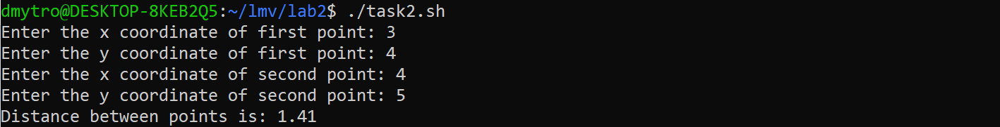 dmytro@DESKTOP-8KEB2Q5:~/lmv/lab2$ ./task2.sh
Enter the x coordinate of first point: 3
Enter the y coordinate of first point: 4
Enter the x coordinate of second point: 4
Enter the y coordinate of second point: 5
Distance between points is: 1.41